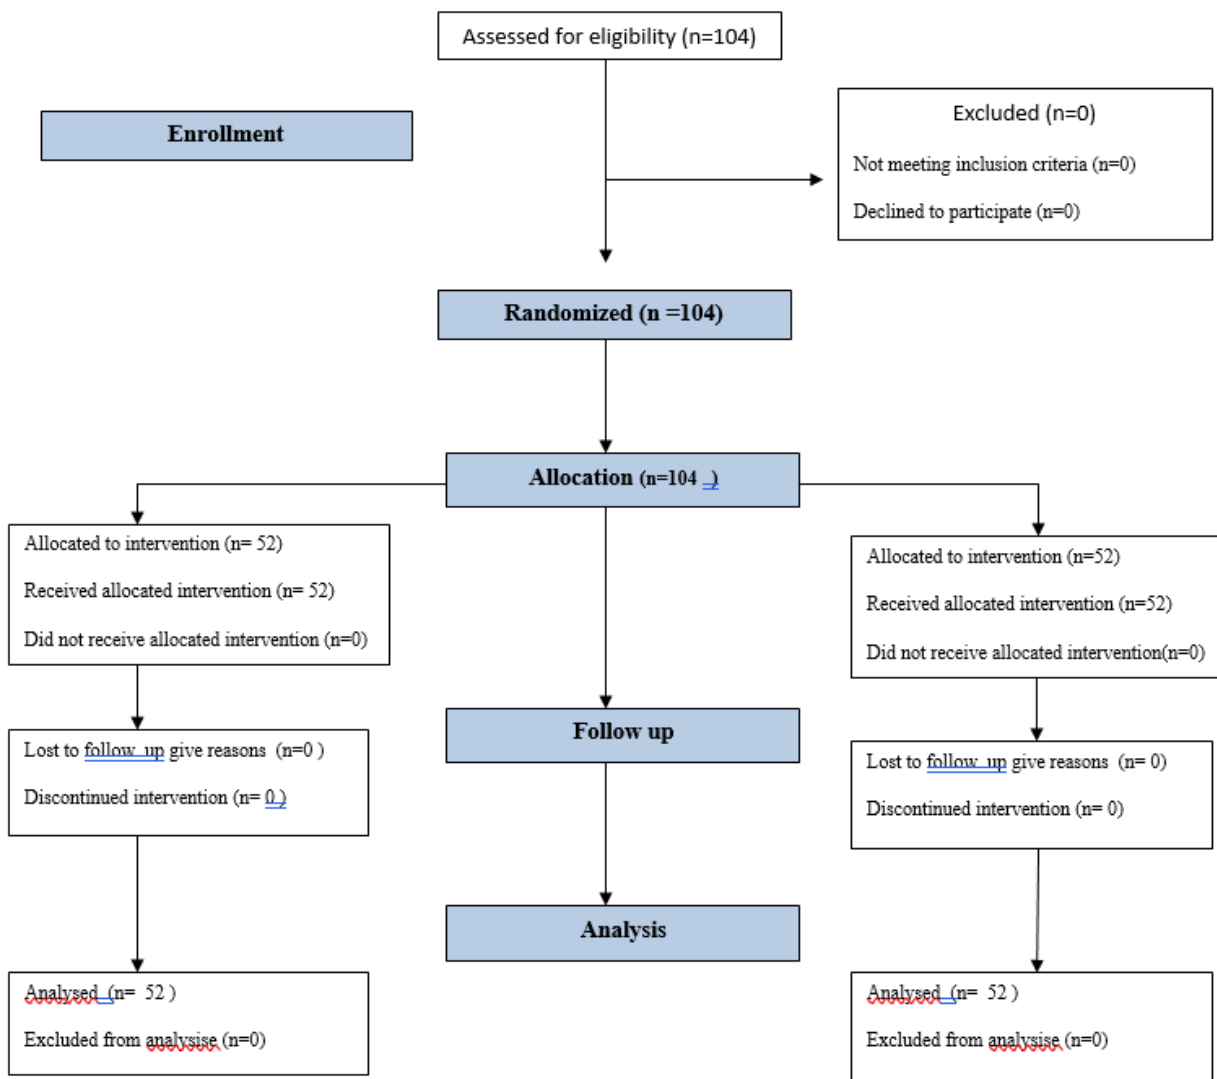 Assessed for eligibility (n=104)
Enrollment
Excluded (n=0)
Not meeting inclusion criteria (n=0)
Declined to participate (n=0)
Randomized (n =104)
Allocation (n=104 )
Allocated to intervention (n= 52)
Received allocated intervention (n= 52)
Did not receive allocated intervention (n=0)
Allocated to intervention (n=52)
Received allocated intervention (n=52)
Did not receive allocated intervention(n=0)
Follow up
Lost to follow up give reasons (n=0 )
Discontinued intervention (n= 0 )
Lost to follow up give reasons (n= 0)
Discontinued intervention (n= 0)
Analysis
Analysed (n= 52 )
Excluded from analysise (n=0)
Analysed (n= 52 )
Excluded from analysise (n=0)